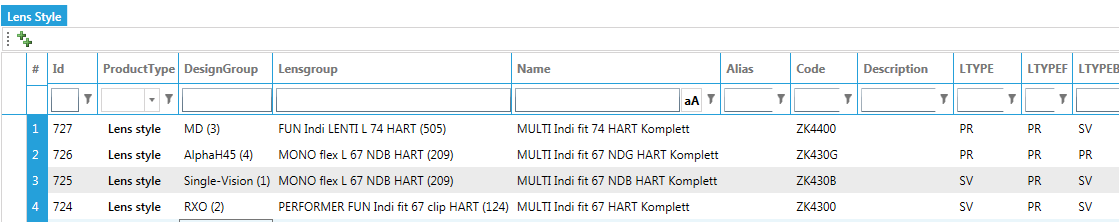 Lens Style
# Id ProductType DesignGroup Lensgroup Name Alias Code Description LTYPE LTYPEF LTYPEB
aA
1 727 Lens style MD (3) FUN Indi LENTI L 74 HART (505) MULTI Indi fit 74 HART Komplett ZK4400 PR PR SV
2 726 Lens style AlphaH45 (4) MONO flex L 67 NDB HART (209) MULTI Indi fit 67 NDG HART Komplett ZK430G PR PR PR
3 725 Lens style Single-Vision (1) MONO flex L 67 NDB HART (209) MULTI Indi fit 67 NDB HART Komplett ZK430B SV PR SV
4 724 Lens style RXO (2) PERFORMER FUN Indi fit 67 clip HART (124) MULTI Indi fit 67 HART Komplett ZK4300 SV PR SV